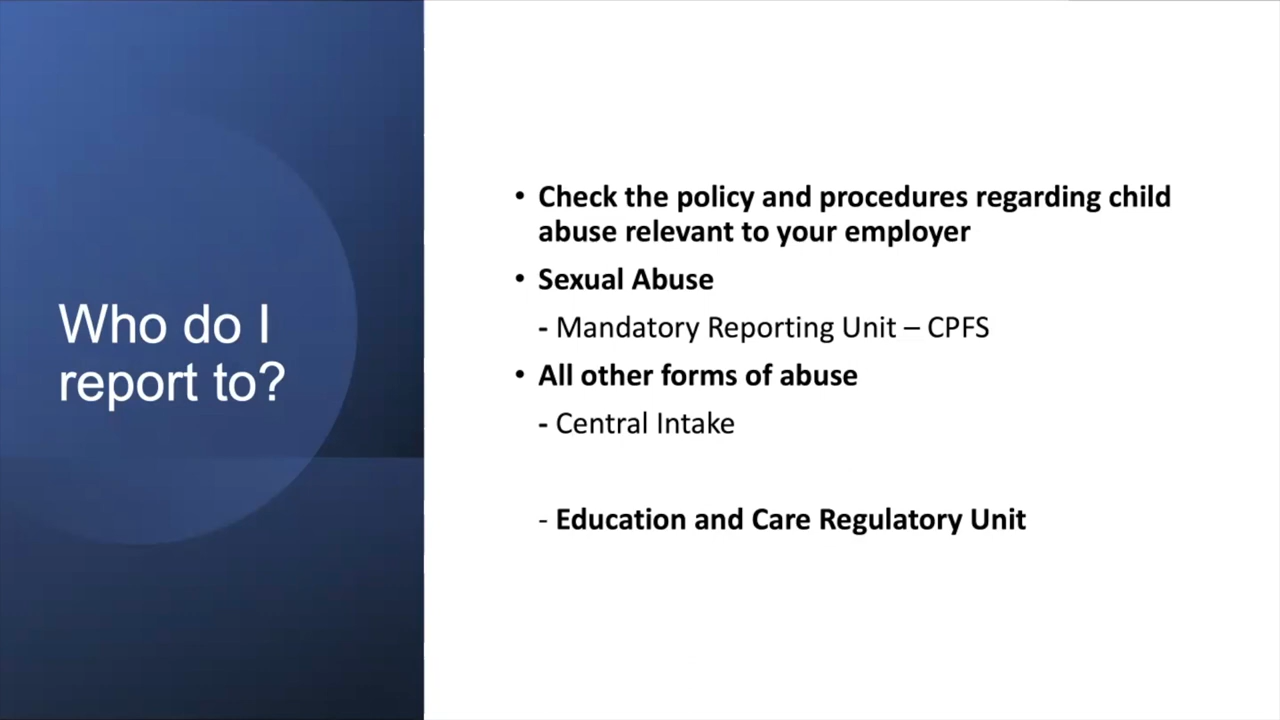 Who do I
report to?
• Check the policy and procedures regarding child
abuse relevant to your employer
• Sexual Abuse
- Mandatory Reporting Unit – CPFS
• All other forms of abuse
- Central Intake
- Education and Care Regulatory Unit